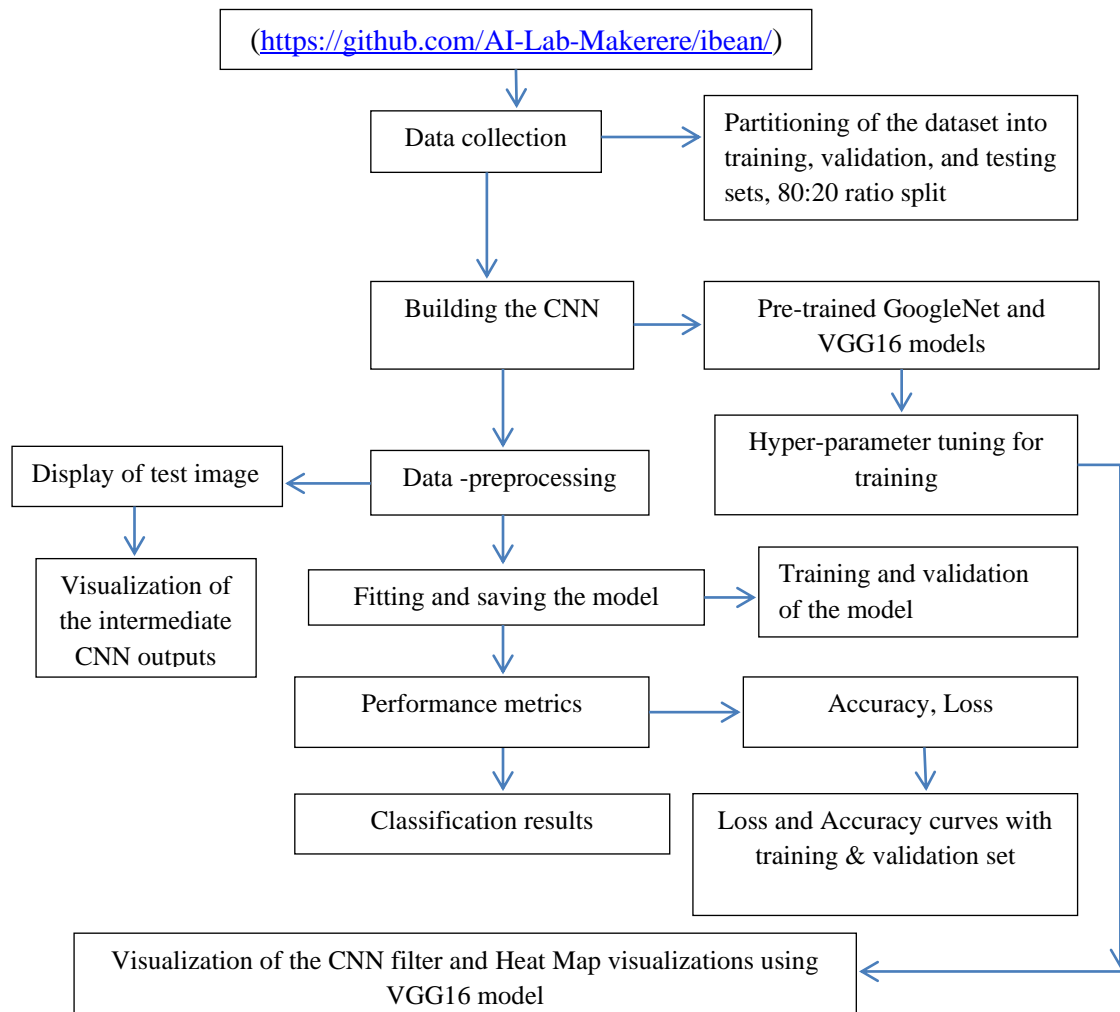 (https://github.com/AI-Lab-Makerere/ibean/)
Data collection
Partitioning of the dataset into
training, validation, and testing
sets, 80:20 ratio split
Building the CNN
Pre-trained GoogleNet and
VGG16 models
Hyper-parameter tuning for
training
Display of test image
Data -preprocessing
Visualization of
the intermediate
CNN outputs
Fitting and saving the model
Training and validation
of the model
Performance metrics
Accuracy, Loss
Classification results
Loss and Accuracy curves with
training & validation set
Visualization of the CNN filter and Heat Map visualizations using
VGG16 model